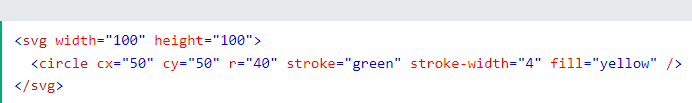 <svg width="100" height="100">
  <circle cx="50" cy="50" r="40" stroke="green" stroke-width="4" fill="yellow" />
</svg>